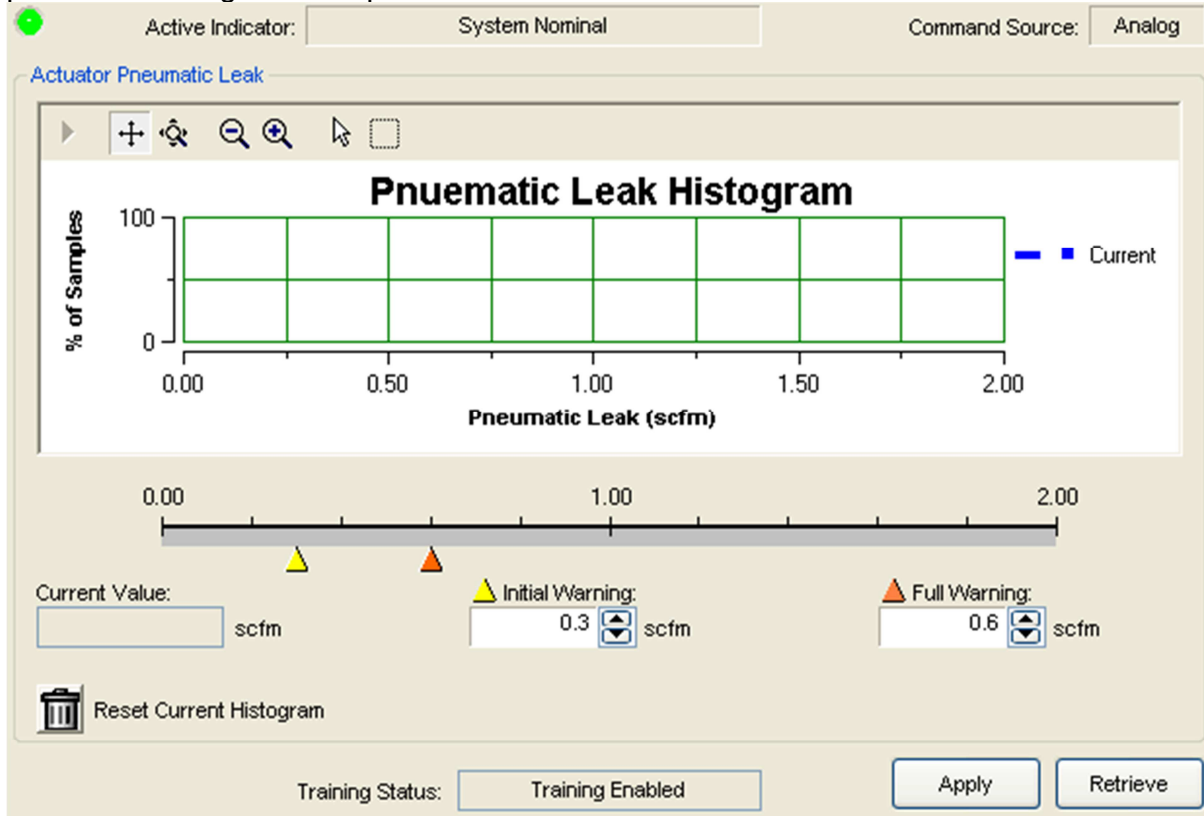 Active Indicator: System Nominal Command Source: Analog
Actuator Pneumatic Leak
Pnuematic Leak Histogram
% of Samples
100
0
Current
0.00 0.50 1.00 1.50 2.00
Pneumatic Leak (scfm)
0.00 1.00 2.00
Current Value: Initial Warning: Full Warning:
scfm 0.3 scfm 0.6 scfm
Reset Current Histogram
Training Status: Training Enabled Apply Retrieve